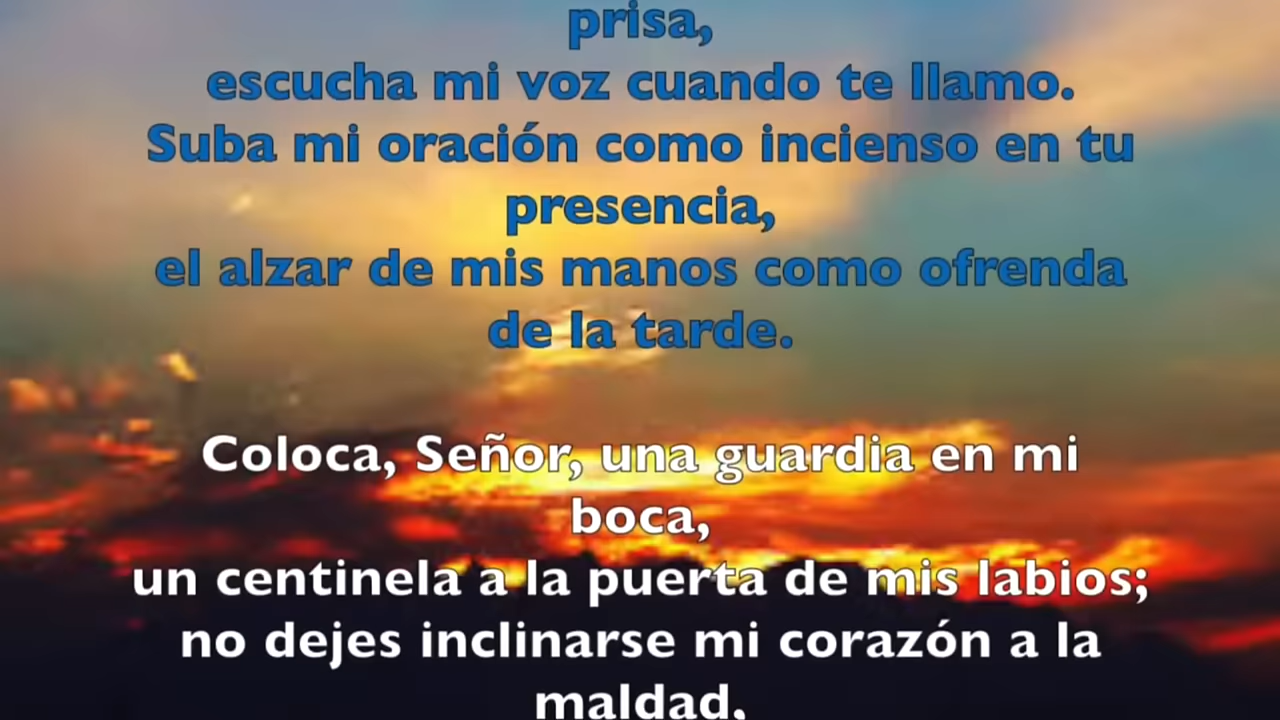 prisa,
escucha mi voz cuando te llamo.
Suba mi oración como incienso en tu
presencia,
el alzar de mis manos como ofrenda
de la tarde.
Coloca, Señor, una guardia en mi
boca,
un centinela a la puerta de mis labios;
no dejes inclinarse mi corazón a la
maldad,